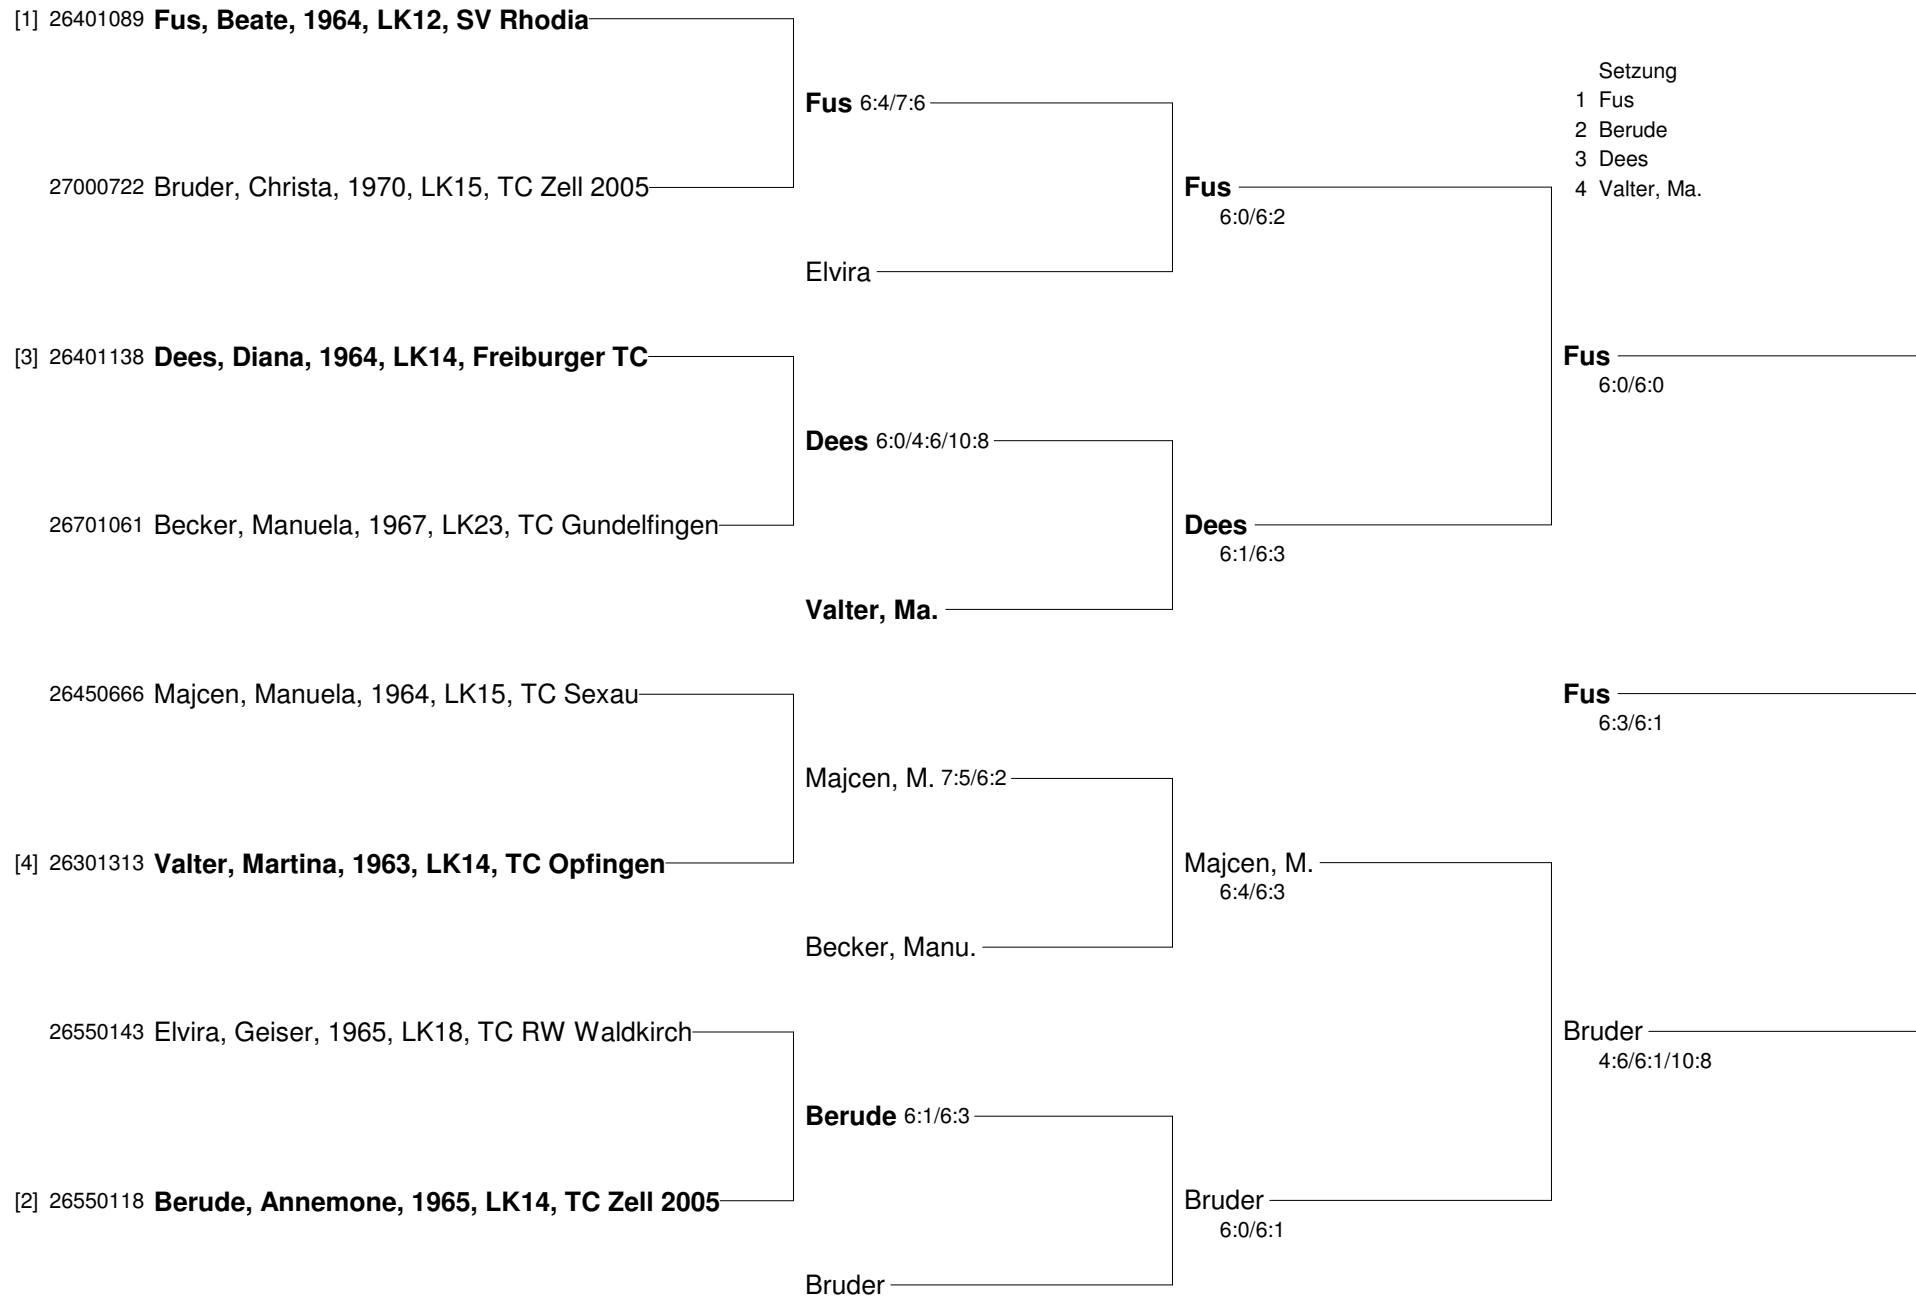 [1] 26401089 Fus, Beate, 1964, LK12, SV Rhodia
Setzung
Fus 6:4/7:6
1 Fus
2 Berude
3 Dees
27000722 Bruder, Christa, 1970, LK15, TC Zell 2005
Fus
4 Valter, Ma.
6:0/6:2
Elvira
[3] 26401138 Dees, Diana, 1964, LK14, Freiburger TC
Fus
6:0/6:0
Dees 6:0/4:6/10:8
26701061 Becker, Manuela, 1967, LK23, TC Gundelfingen
Dees
6:1/6:3
Valter, Ma.
26450666 Majcen, Manuela, 1964, LK15, TC Sexau
Fus
6:3/6:1
Majcen, M. 7:5/6:2
[4] 26301313 Valter, Martina, 1963, LK14, TC Opfingen
Majcen, M.
6:4/6:3
Becker, Manu.
26550143 Elvira, Geiser, 1965, LK18, TC RW Waldkirch
Bruder
4:6/6:1/10:8
Berude 6:1/6:3
[2] 26550118 Berude, Annemone, 1965, LK14, TC Zell 2005
Bruder
6:0/6:1
Bruder